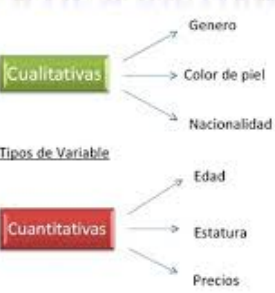 Genero
Cualitativas
Color de piel
Nacionalidad
Tipos de Variable
Edad
Cuantitativas
Estatura
Precios